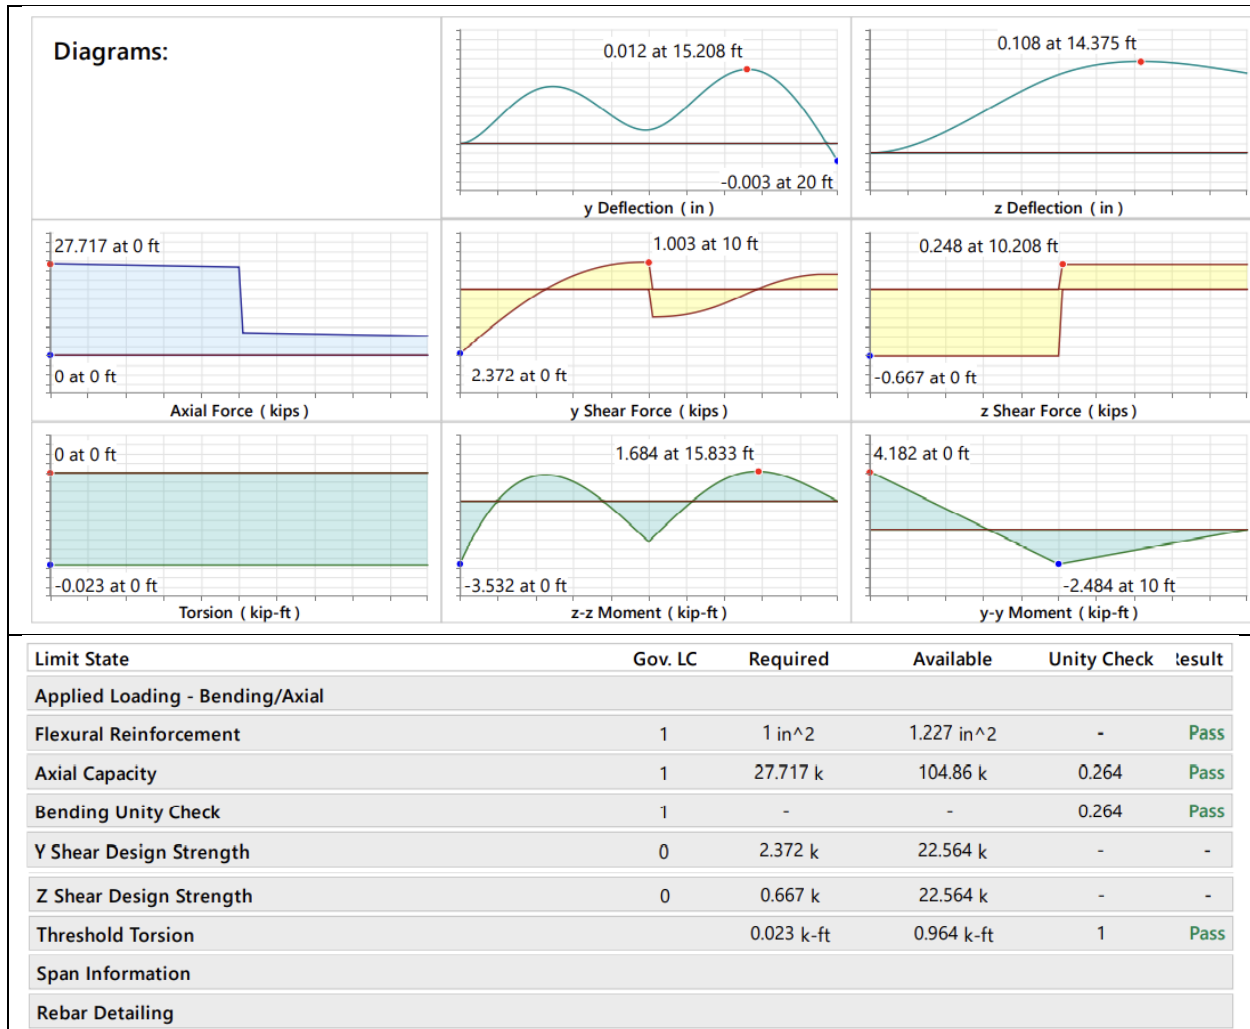 Diagrams:
0.012 at 15.208 ft
-0.003 at 20 ft
y Deflection ( in )
0.108 at 14.375 ft
z Deflection ( in )
27.717 at 0 ft
0 at 0 ft
Axial Force ( kips )
1.003 at 10 ft
2.372 at 0 ft
y Shear Force ( kips )
0.248 at 10.208 ft
-0.667 at 0 ft
z Shear Force ( kips )
0 at 0 ft
-0.023 at 0 ft
Torsion ( kip-ft )
1.684 at 15.833 ft
-3.532 at 0 ft
z-z Moment ( kip-ft )
4.182 at 0 ft
-2.484 at 10 ft
y-y Moment ( kip-ft )
Limit State Gov. LC Required Available Unity Check esult
Applied Loading - Bending/Axial
Flexural Reinforcement 1 1 in^2 1.227 in^2 - Pass
Axial Capacity 1 27.717 k 104.86 k 0.264 Pass
Bending Unity Check 1 - - 0.264 Pass
Y Shear Design Strength 0 2.372 k 22.564 k - -
Z Shear Design Strength 0 0.667 k 22.564 k - -
Threshold Torsion 0.023 k-ft 0.964 k-ft 1 Pass
Span Information
Rebar Detailing